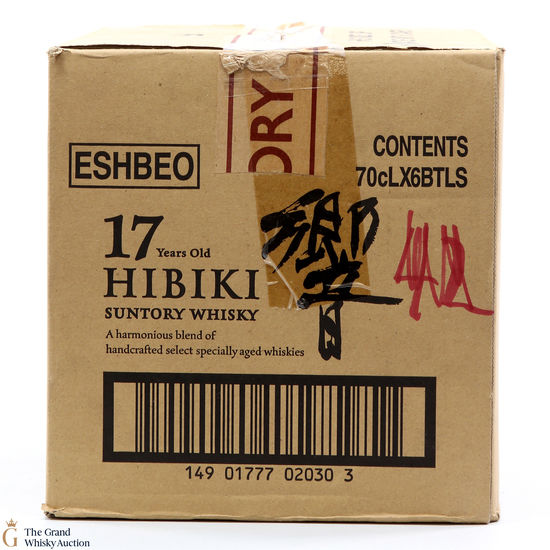 DRY
ESHBEO
CONTENTS
70cLX6BTLS
17 Years Old
HIBIKI
SUNTORY WHISKY
響
A harmonious blend of
handcrafted select specially aged whiskies
149 01777 02030 3
G
The Grand
Whisky Auction